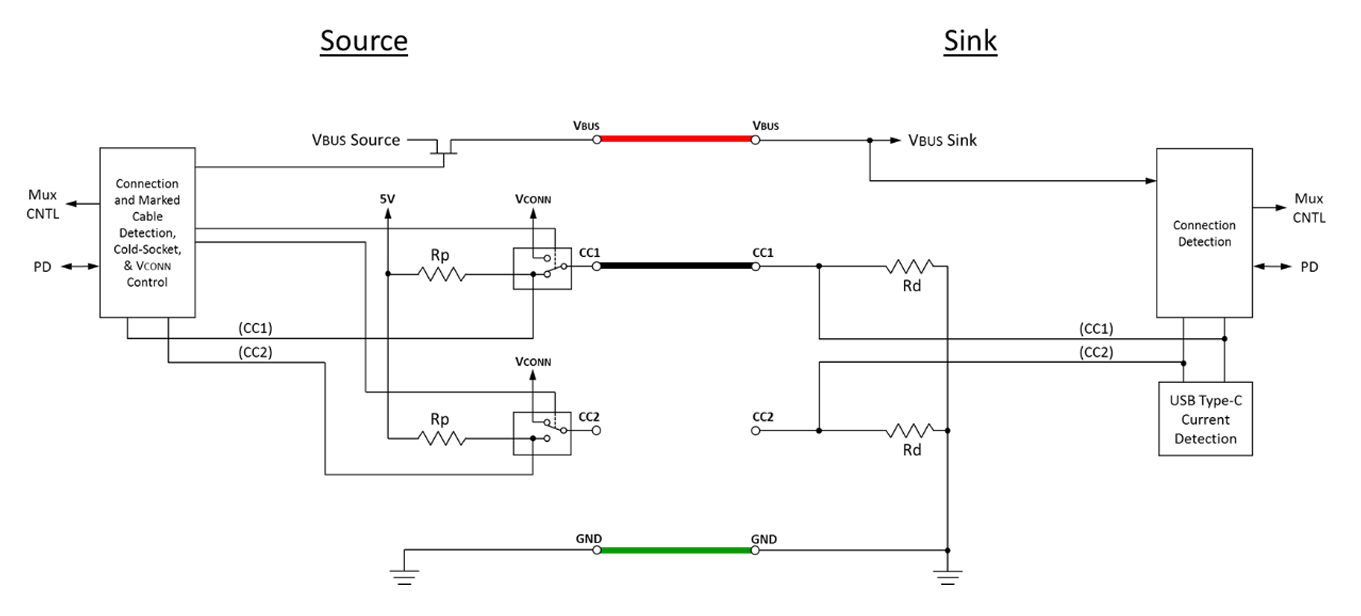 Source
Sink
VBUS Source
VBUS
VBUS
VBUS Sink
Connection
and Marked
Cable
Detection,
Cold-Socket,
& VCONN
Control
Mux
CNTL
PD
5V
VCONN
Rp
CC1
CC1
Rd
(CC1)
(CC2)
VCONN
Rp
CC2
CC2
Rd
(CC1)
(CC2)
Connection
Detection
Mux
CNTL
PD
USB Type-C
Current
Detection
GND
GND